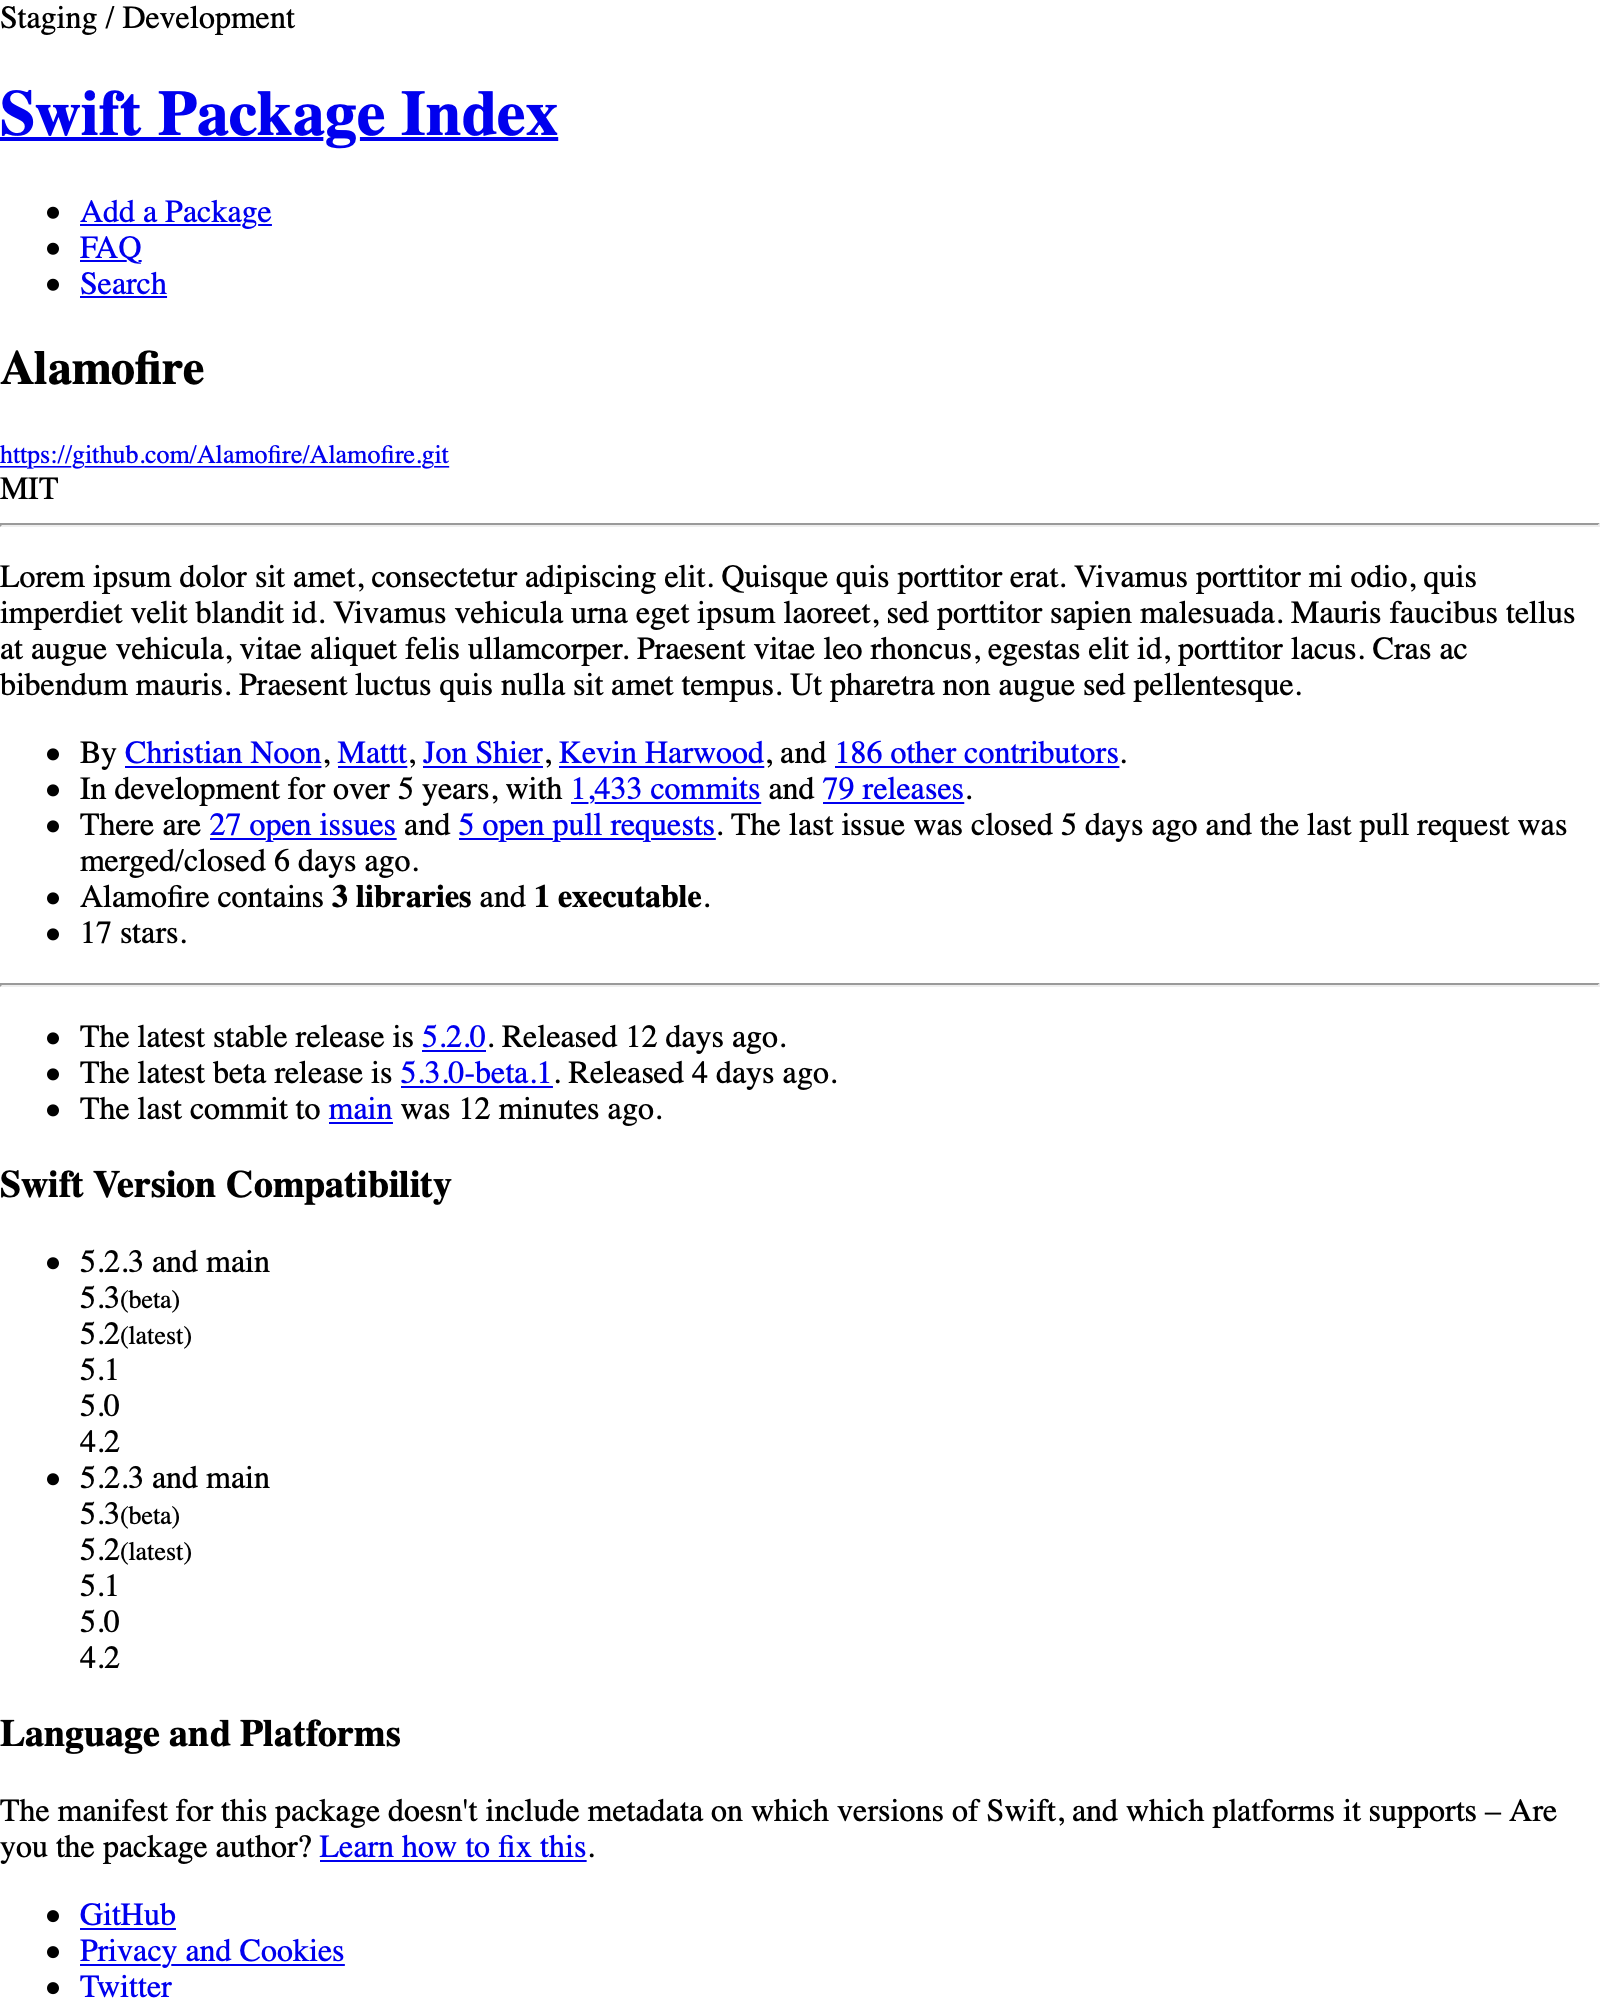 Staging / Development
Swift Package Index
Add a Package
FAQ
Search
Alamofire
https://github.com/Alamofire/Alamofire.git
MIT
Lorem ipsum dolor sit amet, consectetur adipiscing elit. Quisque quis porttitor erat. Vivamus porttitor mi odio, quis
imperdiet velit blandit id. Vivamus vehicula urna eget ipsum laoreet, sed porttitor sapien malesuada. Mauris faucibus tellus
at augue vehicula, vitae aliquet felis ullamcorper. Praesent vitae leo rhoncus, egestas elit id, porttitor lacus. Cras ac
bibendum mauris. Praesent luctus quis nulla sit amet tempus. Ut pharetra non augue sed pellentesque.
By Christian Noon, Mattt, Jon Shier, Kevin Harwood, and 186 other contributors.
In development for over 5 years, with 1,433 commits and 79 releases.
There are 27 open issues and 5 open pull requests. The last issue was closed 5 days ago and the last pull request was
merged/closed 6 days ago.
Alamofire contains 3 libraries and 1 executable.
17 stars.
The latest stable release is 5.2.0. Released 12 days ago.
The latest beta release is 5.3.0-beta.1. Released 4 days ago.
The last commit to main was 12 minutes ago.
Swift Version Compatibility
5.2.3 and main
5.3(beta)
5.2(latest)
5.1
5.0
4.2
5.2.3 and main
5.3(beta)
5.2(latest)
5.1
5.0
4.2
Language and Platforms
The manifest for this package doesn't include metadata on which versions of Swift, and which platforms it supports – Are
you the package author? Learn how to fix this.
GitHub
Privacy and Cookies
Twitter